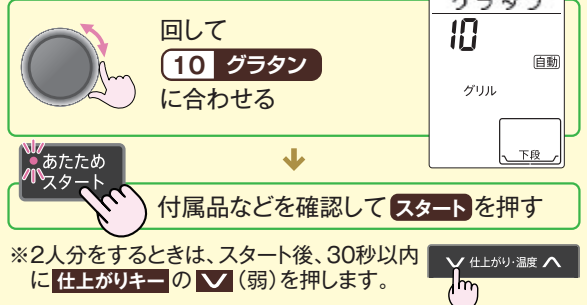 グラタン
回して
10 グラタン
に合わせる
10
自動
グリル
下段
あたため
スタート
付属品などを確認して スタート を押す
※2人分をするときは、スタート後、30秒以内
に 仕上がりキー の ∨ (弱)を押します。
∨ 仕上がり・温度 ∧